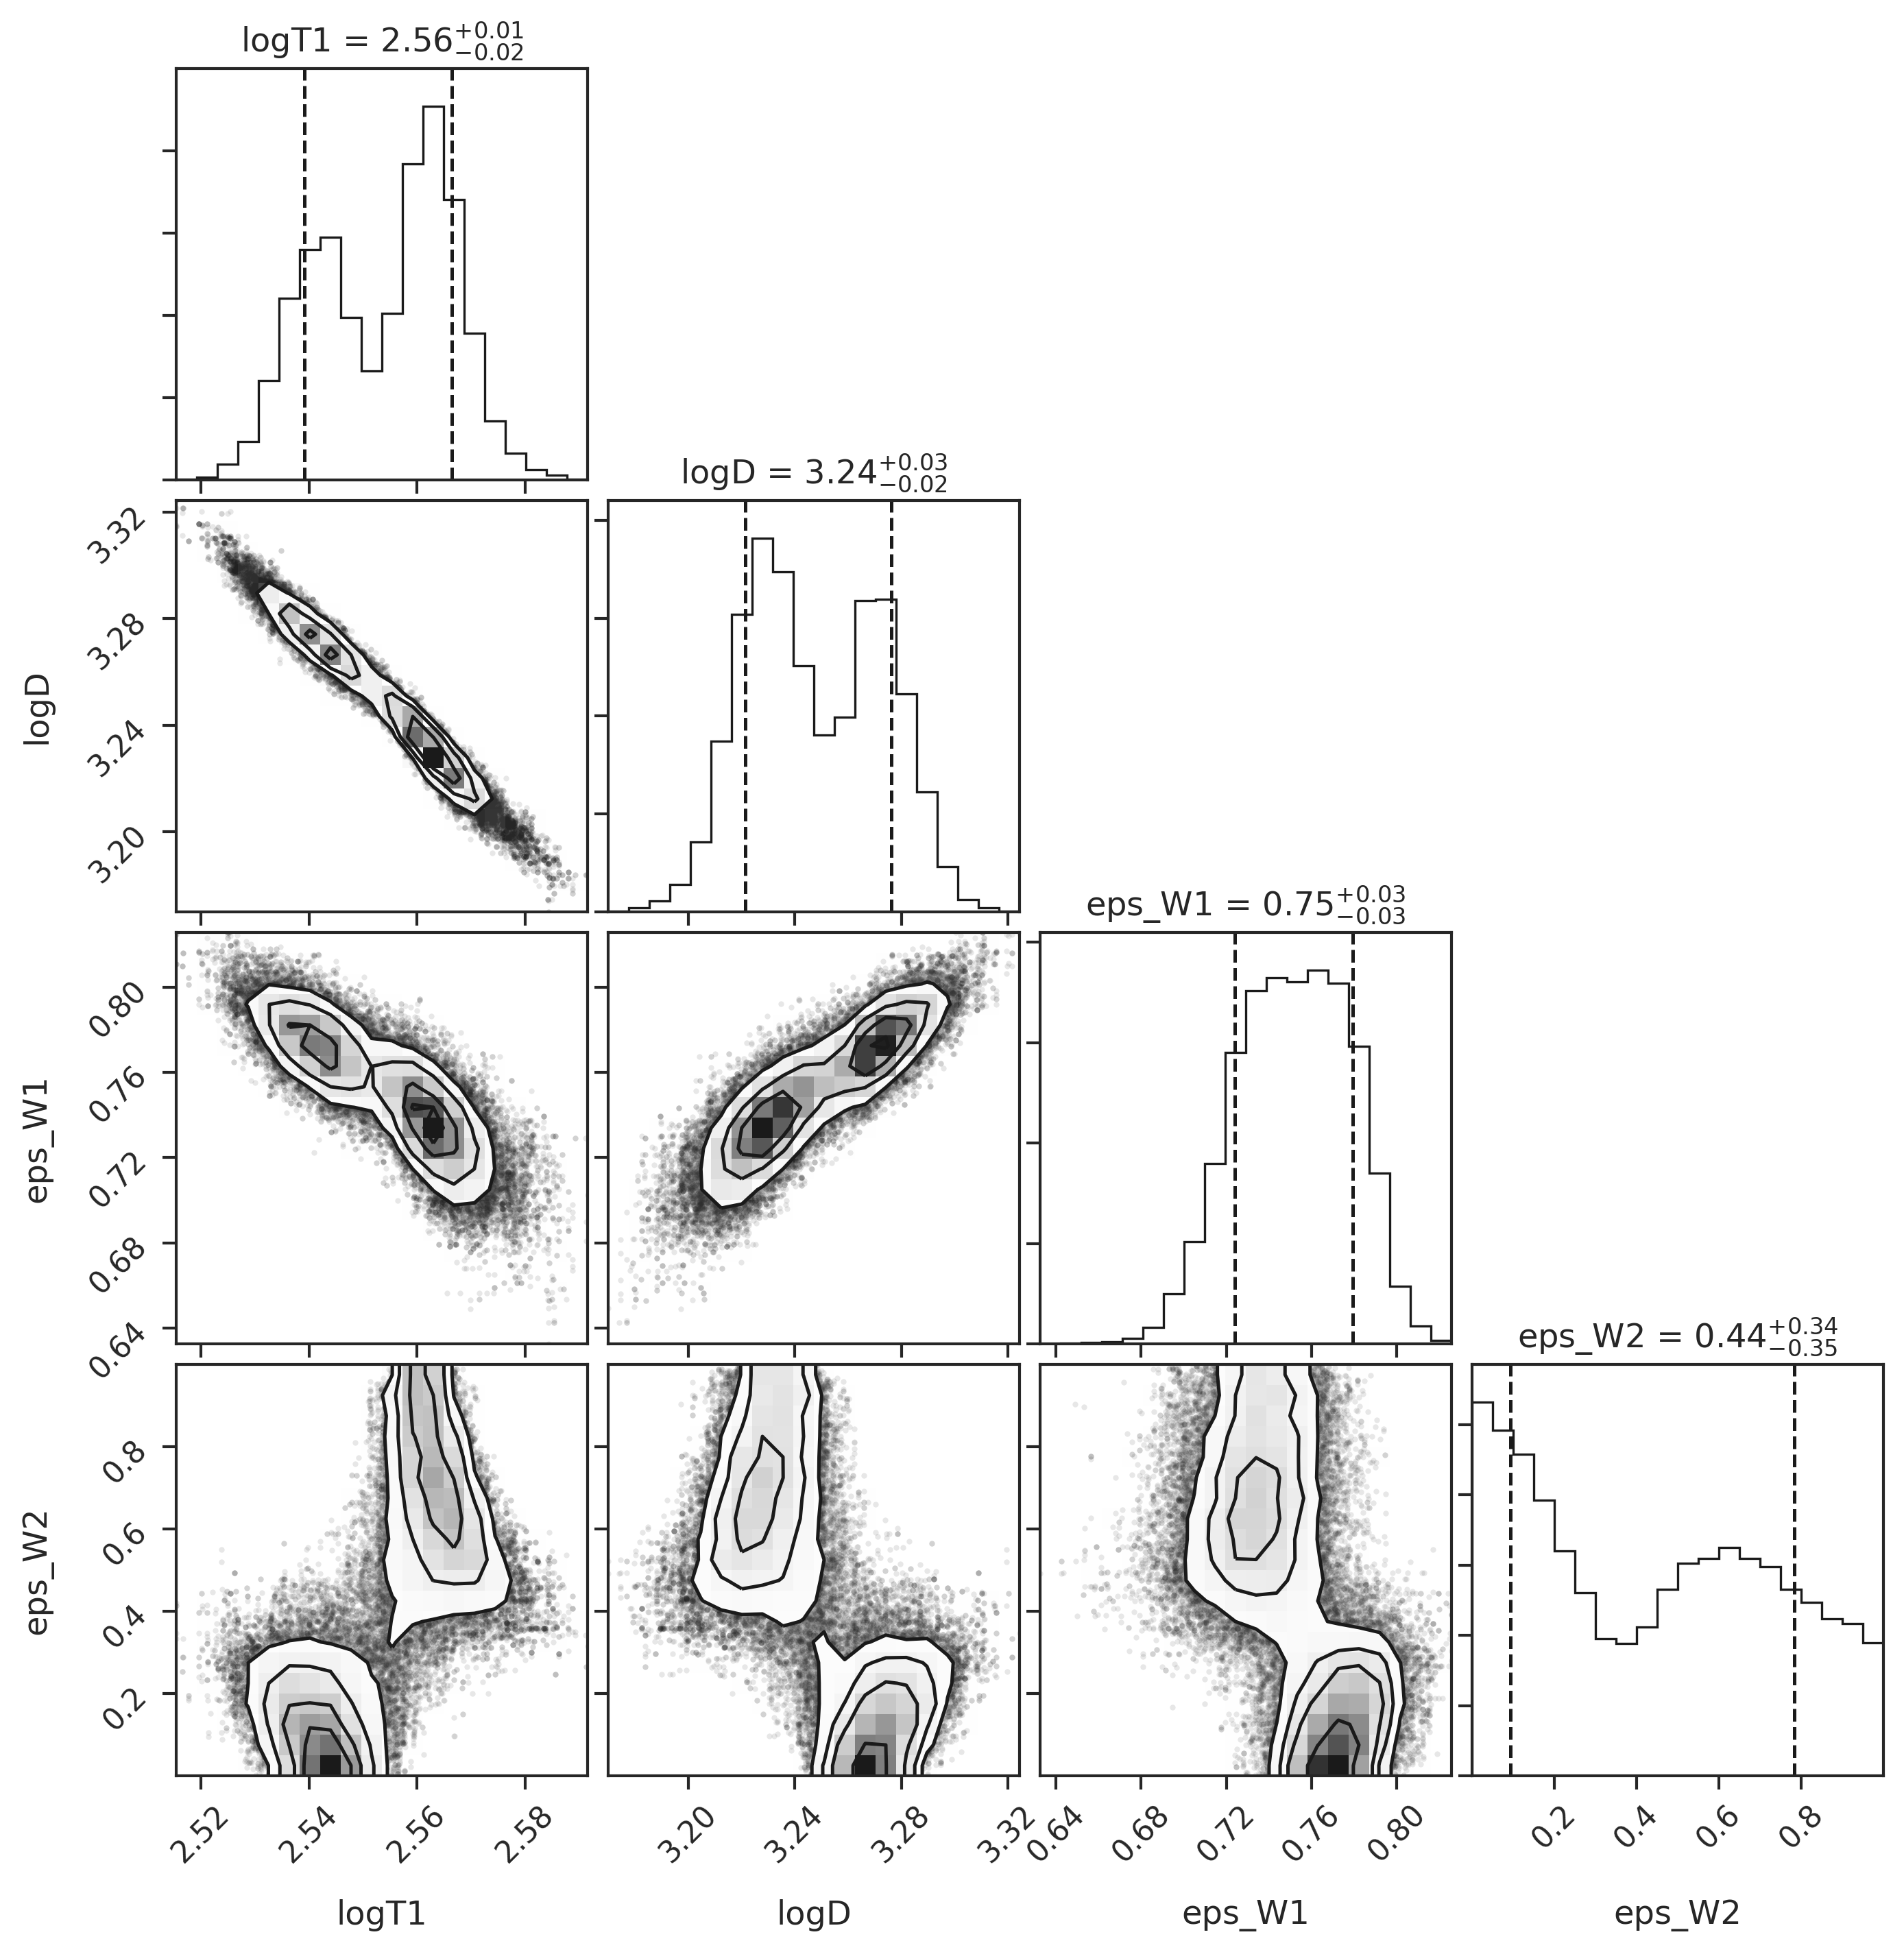 logT1 = 2.56+0.01−0.02
logD = 3.24+0.03−0.02
3.32
3.28
3.24
3.20
logD
eps_W1 = 0.75+0.03−0.03
0.80
0.76
0.72
0.68
0.64
eps_W1
eps_W2 = 0.44+0.34−0.35
0.8
0.6
0.4
0.2
eps_W2
2.52 2.54 2.56 2.58
3.20 3.24 3.28 3.32
0.64 0.68 0.72 0.76 0.80
0.2 0.4 0.6 0.8
logT1 logD eps_W1 eps_W2